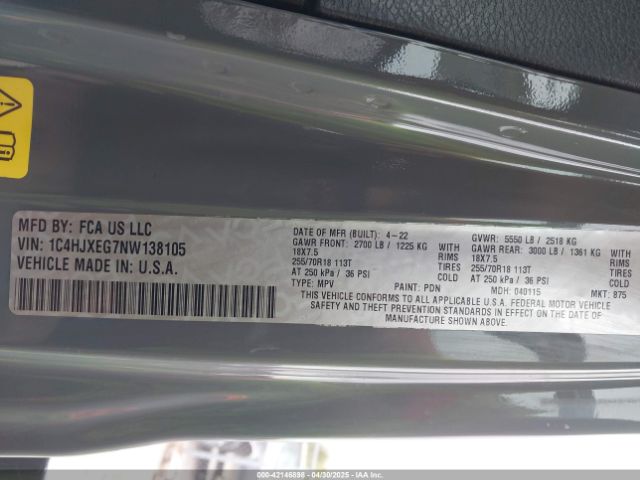 MFD BY: FCA US LLC
VIN: 1C4HJXEG7NW138105
VEHICLE MADE IN: U.S.A.
DATE OF MFR (BUILT): 4-22
GVWR: 5550 LB / 2518 KG
GAWR FRONT: 2700 LB / 1225 KG WITH
GAWR REAR: 3000 LB / 1361 KG WITH
18X7.5 RIMS
18X7.5 RIMS
255/70R18 113T TIRES
255/70R18 113T TIRES
AT 250 kPa / 36 PSI COLD
AT 250 kPa / 36 PSI COLD
TYPE: MPV PAINT: PDN MDH: 040115 MKT: 875
THIS VEHICLE CONFORMS TO ALL APPLICABLE U.S.A. FEDERAL MOTOR VEHICLE
SAFETY AND THEFT PREVENTION STANDARDS IN EFFECT ON THE DATE OF
MANUFACTURE SHOWN ABOVE.
000-42146898 - 04/30/2025 - COPYRIGHT IAA, LLC.